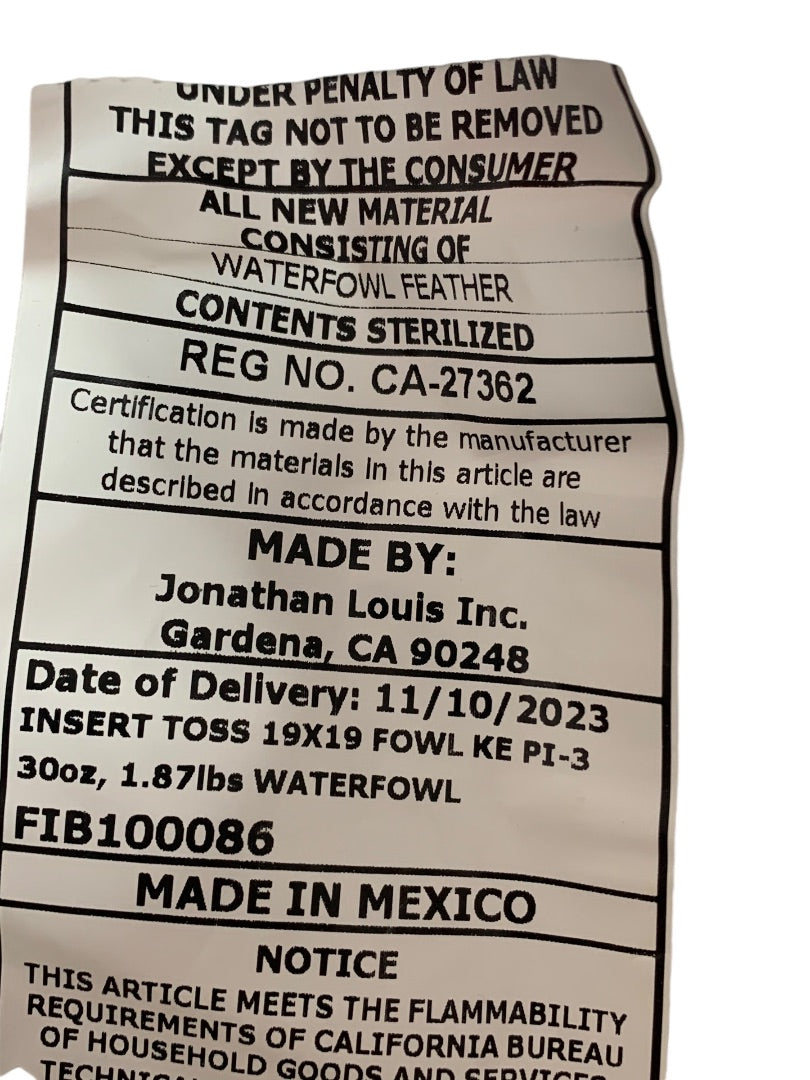 UNDER PENALTY OF LAW
THIS TAG NOT TO BE REMOVED
EXCEPT BY THE CONSUMER
ALL NEW MATERIAL
CONSISTING OF
WATERFOWL FEATHER
CONTENTS STERILIZED
REG NO. CA-27362
Certification is made by the manufacturer
that the materials in this article are
described in accordance with the law
MADE BY:
Jonathan Louis Inc.
Gardena, CA 90248
Date of Delivery: 11/10/2023
INSERT TOSS 19X19 FOWL KE PI-3
30oz, 1.87lbs WATERFOWL
FIB100086
MADE IN MEXICO
NOTICE
THIS ARTICLE MEETS THE FLAMMABILITY
REQUIREMENTS OF CALIFORNIA BUREAU
OF HOUSEHOLD GOODS AND SERVICES